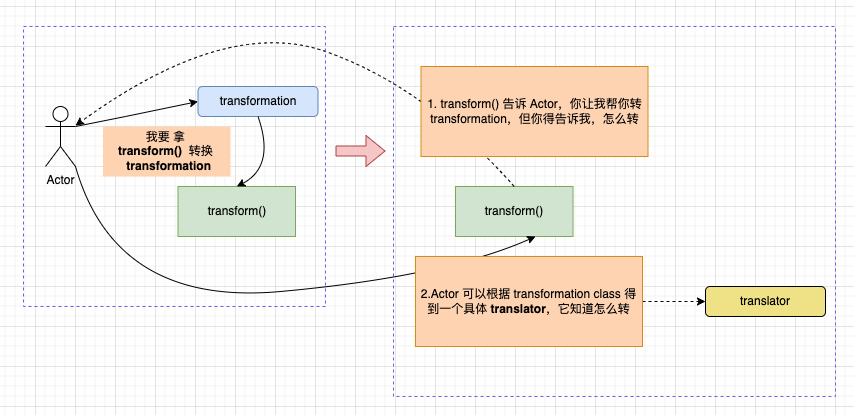 transformation
我要 拿
transform() 转换
transformation
Actor
transform()
1. transform() 告诉 Actor，你让我帮你转
transformation，但你得告诉我，怎么转
transform()
2.Actor 可以根据 transformation class 得
到一个具体 translator，它知道怎么转
translator